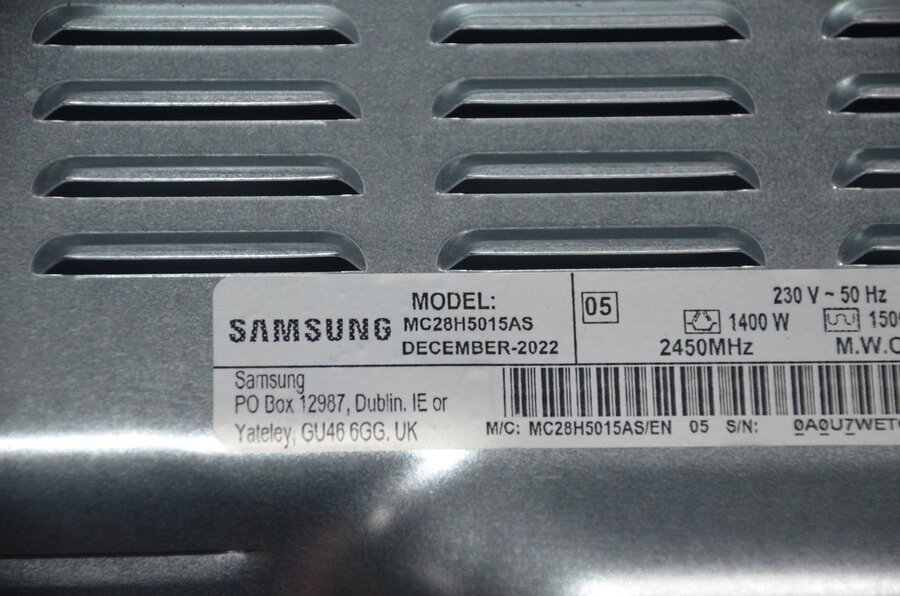 SAMSUNG
MODEL:
MC28H5015AS
DECEMBER-2022
05
230 V ~ 50 Hz
1400 W
2450MHz
Samsung
PO Box 12987, Dublin. IE or
Yateley, GU46 6GG. UK
M/C: MC28H5015AS/EN 05 S/N: